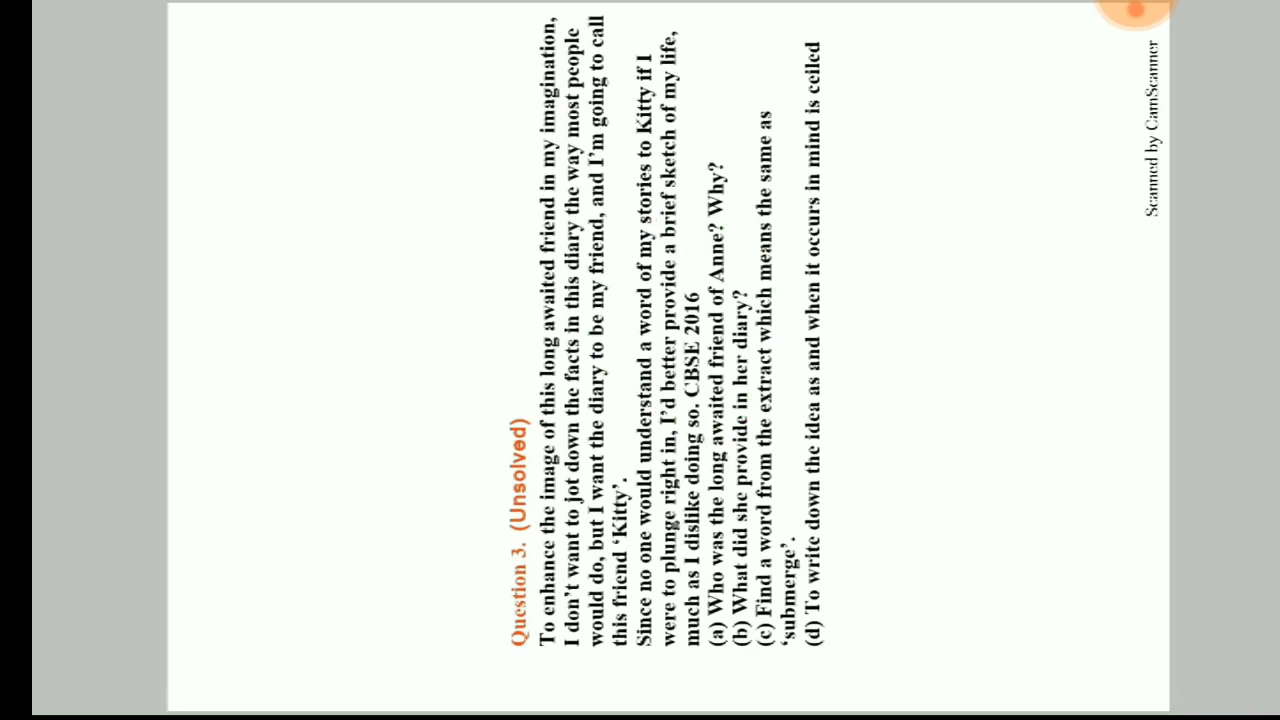 Question 3. (Unsolved)
To enhance the image of this long awaited friend in my imagination,
I don't want to jot down the facts in this diary the way most people
would do, but I want the diary to be my friend, and I'm going to call
this friend ‘Kitty’.
Since no one would understand a word of my stories to Kitty if I
were to plunge right in, I'd better provide a brief sketch of my life,
much as I dislike doing so. CBSE 2016
(a) Who was the long awaited friend of Anne? Why?
(b) What did she provide in her diary?
(c) Find a word from the extract which means the same as
‘submerge’.
(d) To write down the idea as and when it occurs in mind is ceiled
Scanned by CamScanner